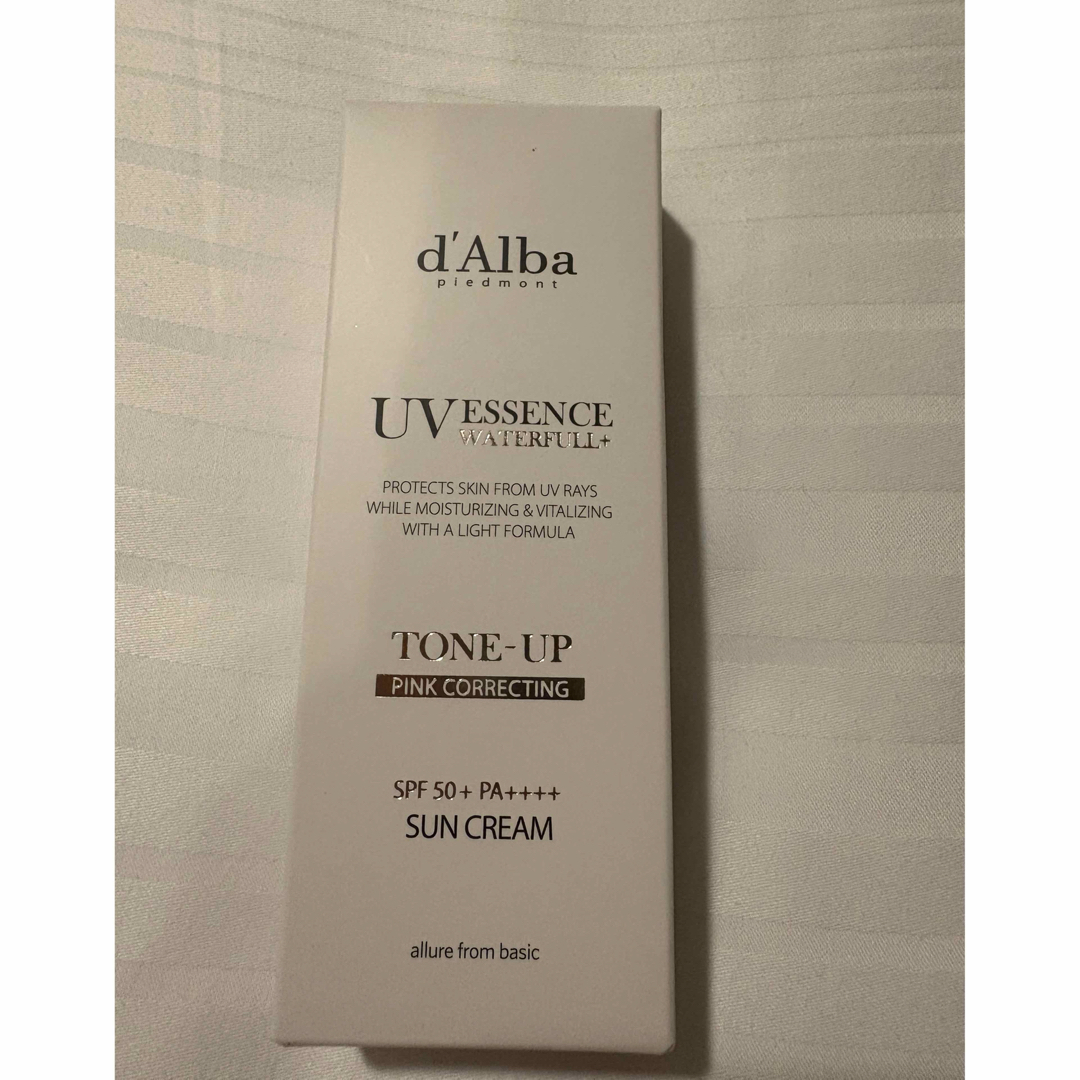 d'Alba
piedmont
UV ESSENCE
WATERFULL+
PROTECTS SKIN FROM UV RAYS
WHILE MOISTURIZING & VITALIZING
WITH A LIGHT FORMULA
TONE-UP
PINK CORRECTING
SPF 50+ PA++++
SUN CREAM
allure from basic